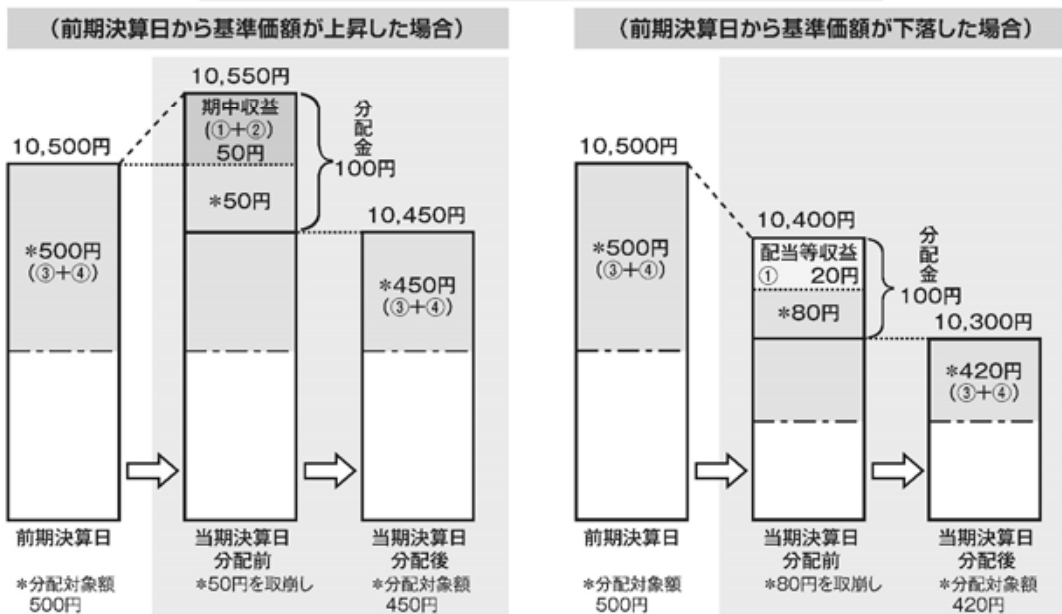 （前期決算日から基準価額が上昇した場合）
10,550円
期中収益
（①＋②）
50円
分配金
100円
10,500円
＊50円
10,450円
＊500円
（③＋④）
＊450円
（③＋④）
前期決算日
当期決算日
分配前
当期決算日
分配後
＊分配対象額
500円
＊50円を取崩し
＊分配対象額
450円
（前期決算日から基準価額が下落した場合）
10,500円
10,400円
配当等収益
① 20円
分配金
100円
＊500円
（③＋④）
＊80円
10,300円
＊420円
（③＋④）
前期決算日
当期決算日
分配前
当期決算日
分配後
＊分配対象額
500円
＊80円を取崩し
＊分配対象額
420円